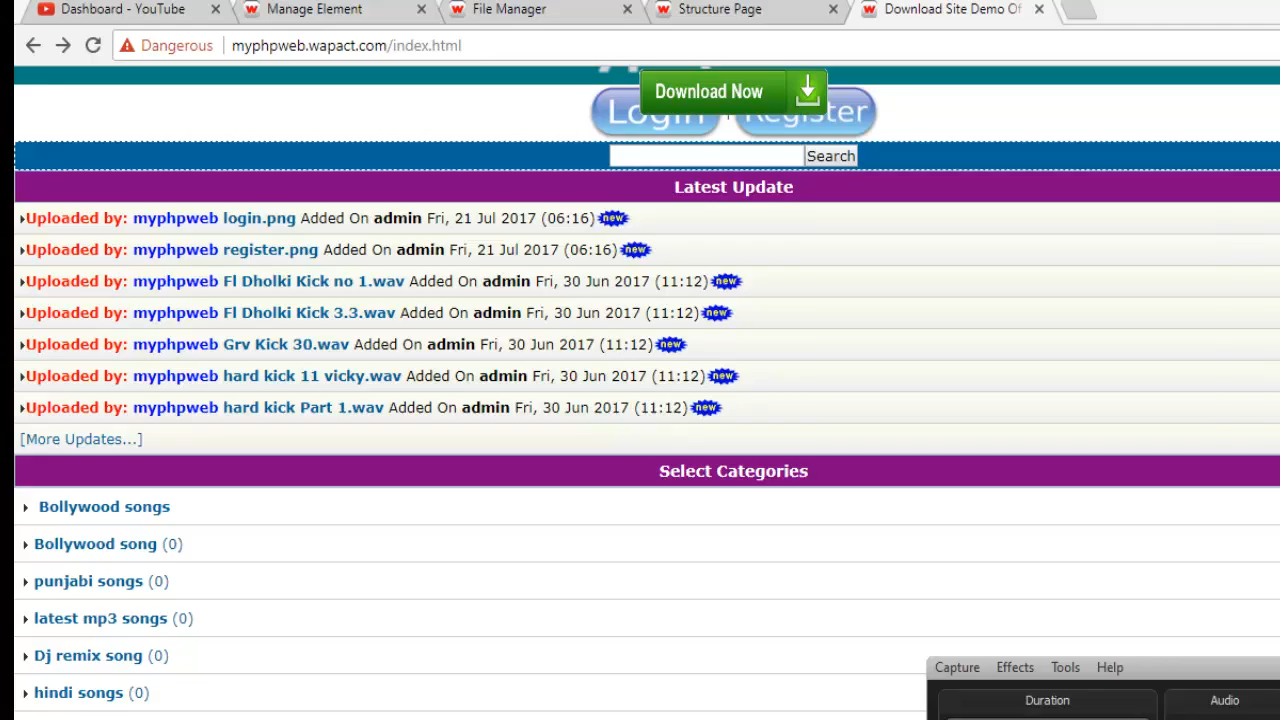 Dashboard - YouTube Manage Element File Manager Structure Page Download Site Demo Of
Dangerous myphpweb.wapact.com/index.html
Download Now
Login Register
Search
Latest Update
Uploaded by: myphpweb login.png Added On admin Fri, 21 Jul 2017 (06:16) new
Uploaded by: myphpweb register.png Added On admin Fri, 21 Jul 2017 (06:16) new
Uploaded by: myphpweb Fl Dholki Kick no 1.wav Added On admin Fri, 30 Jun 2017 (11:12) new
Uploaded by: myphpweb Fl Dholki Kick 3.3.wav Added On admin Fri, 30 Jun 2017 (11:12) new
Uploaded by: myphpweb Grv Kick 30.wav Added On admin Fri, 30 Jun 2017 (11:12) new
Uploaded by: myphpweb hard kick 11 vicky.wav Added On admin Fri, 30 Jun 2017 (11:12) new
Uploaded by: myphpweb hard kick Part 1.wav Added On admin Fri, 30 Jun 2017 (11:12) new
[More Updates...]
Select Categories
Bollywood songs
Bollywood song (0)
punjabi songs (0)
latest mp3 songs (0)
Dj remix song (0)
hindi songs (0)
Capture Effects Tools Help
Duration Audio